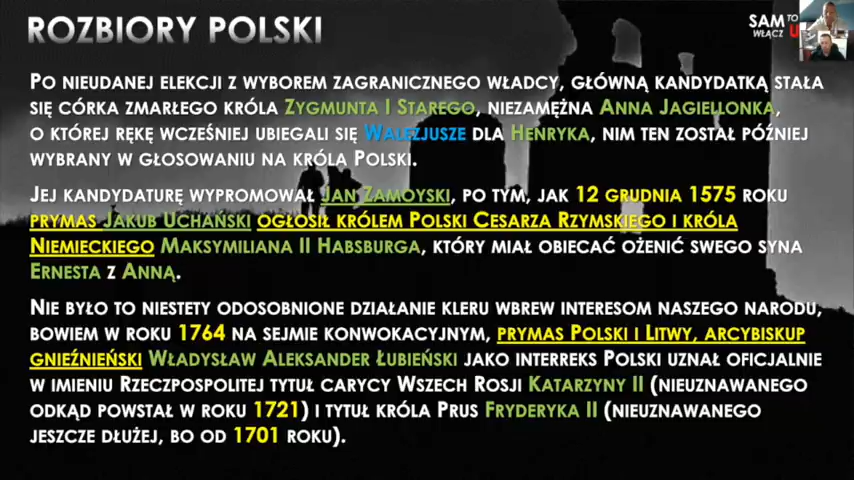 ROZBIORY POLSKI
SAM TO
WŁĄCZ
PO NIEUDANEJ ELEKCJI Z WYBOREM ZAGRANICZNEGO WŁADCY, GŁÓWNĄ KANDYDATKĄ STAŁA
SIĘ CÓRKA ZMARŁEGO KRÓLA ZYGMUNTA I STAREGO, NIEZAMĘŻNA ANNA JAGIELLONKA,
O KTÓREJ RĘKĘ WCZEŚNIEJ UBIEGALI SIĘ WALEZJUSZE DLA HENRYKA, NIM TEN ZOSTAŁ PÓŹNIEJ
WYBRANY W GŁOSOWANIU NA KRÓLA POLSKI.
JEJ KANDYDATURĘ WYPROMOWAŁ JAN ZAMOYSKI, PO TYM, JAK 12 GRUDNIA 1575 ROKU
PRYMAS JAKUB UCHAŃSKI OGŁOSIŁ KRÓLEM POLSKI CESARZA RZYMSKIEGO I KRÓLA
NIEMIECKIEGO MAKSYMILIANA II HABSBURGA, KTÓRY MIAŁ OBIECAĆ OŻENIĆ SWEGO SYNA
ERNESTA Z ANNĄ.
NIE BYŁO TO NIESTETY ODOSOBNIONE DZIAŁANIE KLERU WBREW INTERESOM NASZEGO NARODU,
BOWIEM W ROKU 1764 NA SEJMIE KONWOKACYJNYM, PRYMAS POLSKI I LITWY, ARCYBISKUP
GNIEŹNIEŃSKI WŁADYSŁAW ALEKSANDER ŁUBIEŃSKI JAKO INTERREKS POLSKI UZNAŁ OFICJALNIE
W IMIENIU RZECZPOSPOLITEJ TYTUŁ CARYCY WSZECH ROSJI KATARZYNY II (NIEUZNAWANEGO
ODKĄD POWSTAŁ W ROKU 1721) I TYTUŁ KRÓLA PRUS FRYDERYKA II (NIEUZNAWANEGO
JESZCZE DŁUŻEJ, BO OD 1701 ROKU).